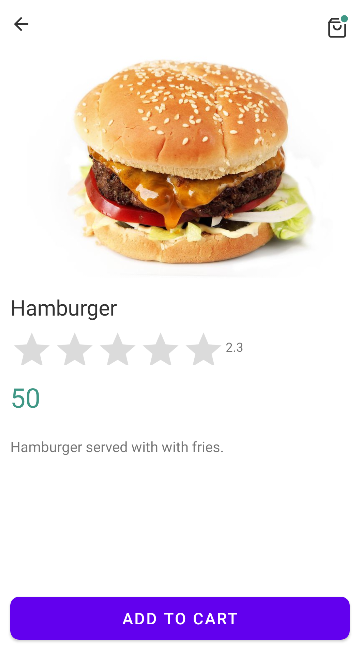 Hamburger
2.3
50
Hamburger served with with fries.
ADD TO CART